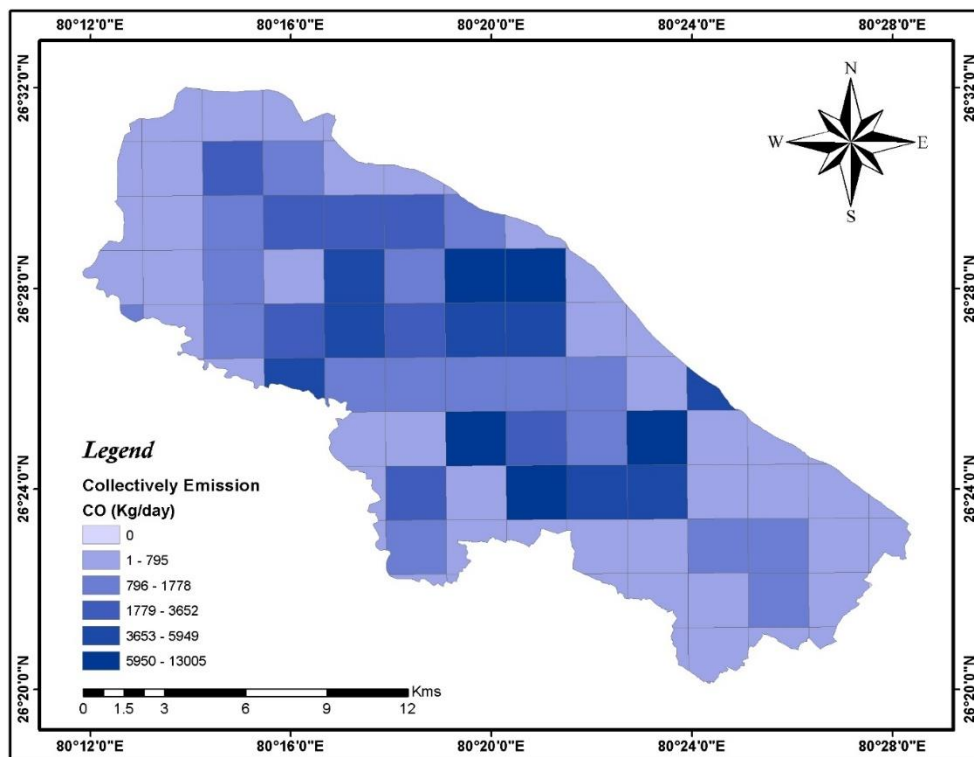 80°12'0"E 80°16'0"E 80°20'0"E 80°24'0"E 80°28'0"E
26°32'0"N 26°32'0"N
N
W E
S
26°28'0"N 26°28'0"N
Legend
Collectively Emission
CO (Kg/day)
0
1 - 795
796 - 1778
1779 - 3652
3653 - 5949
5950 - 13005
26°24'0"N 26°24'0"N
Kms
0 1.5 3 6 9 12
26°20'0"N 26°20'0"N
80°12'0"E 80°16'0"E 80°20'0"E 80°24'0"E 80°28'0"E